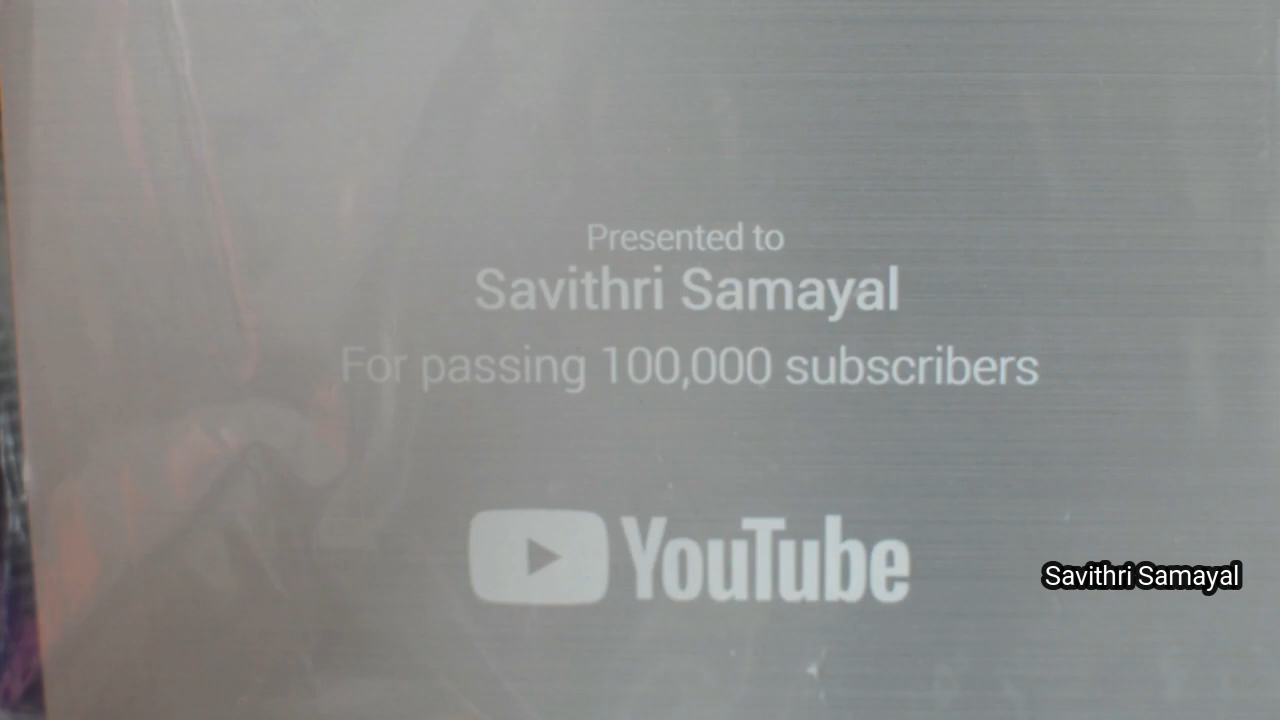 Presented to
Savithri Samayal
For passing 100,000 subscribers
YouTube
Savithri Samayal